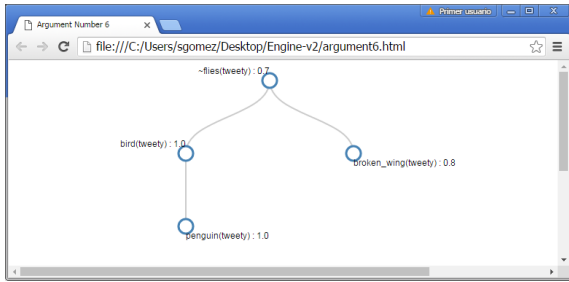 Primer usuario
Argument Number 6
file:///C:/Users/sgomez/Desktop/Engine-v2/argument6.html
~flies(tweety) : 0.7
bird(tweety) : 1.0
broken_wing(tweety) : 0.8
penguin(tweety) : 1.0